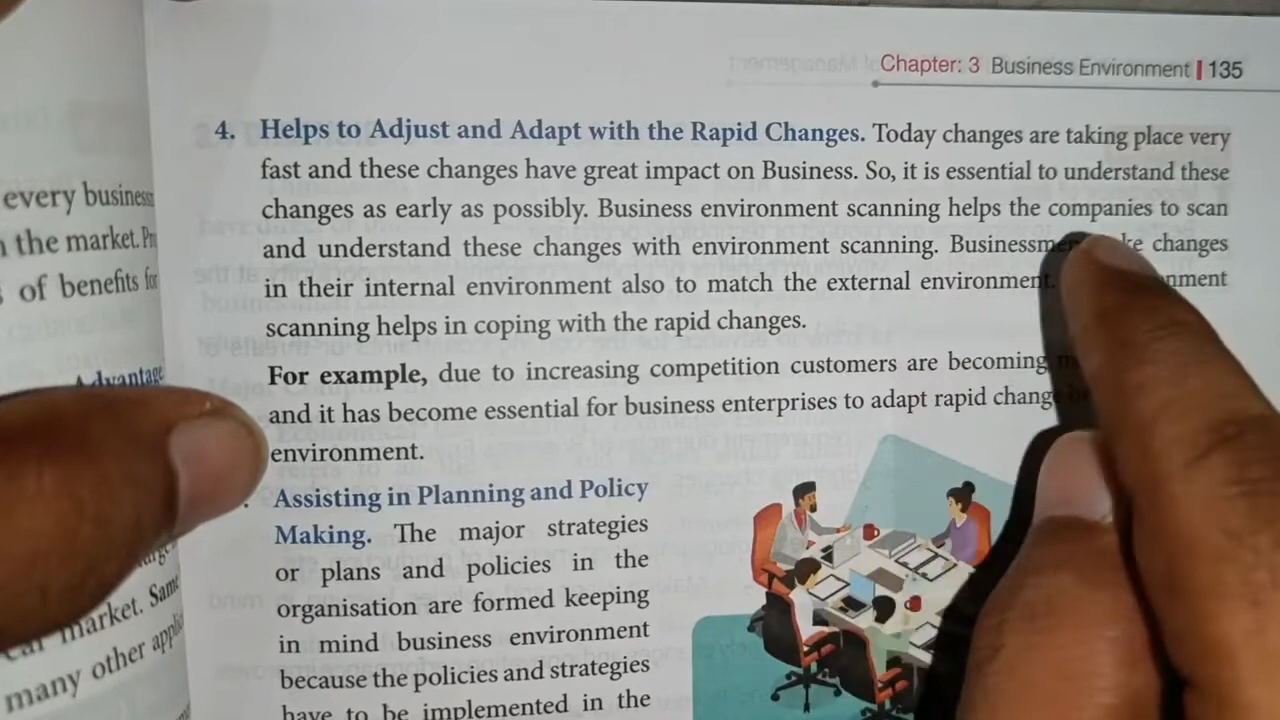 Chapter: 3 Business Environment | 135
4. Helps to Adjust and Adapt with the Rapid Changes. Today changes are taking place very
fast and these changes have great impact on Business. So, it is essential to understand these
changes as early as possibly. Business environment scanning helps the companies to scan
and understand these changes with environment scanning. changes
in their internal environment also to match the external environment.
scanning helps in coping with the rapid changes.
For example, due to increasing competition customers are becoming
and it has become essential for business enterprises to adapt rapid
environment.
Assisting in Planning and Policy
Making. The major strategies
or plans and policies in the
organisation are formed keeping
in mind business environment
because the policies and strategies
have to be implemented in the
every business
the market.
of benefits for
Advantage
market.
many other